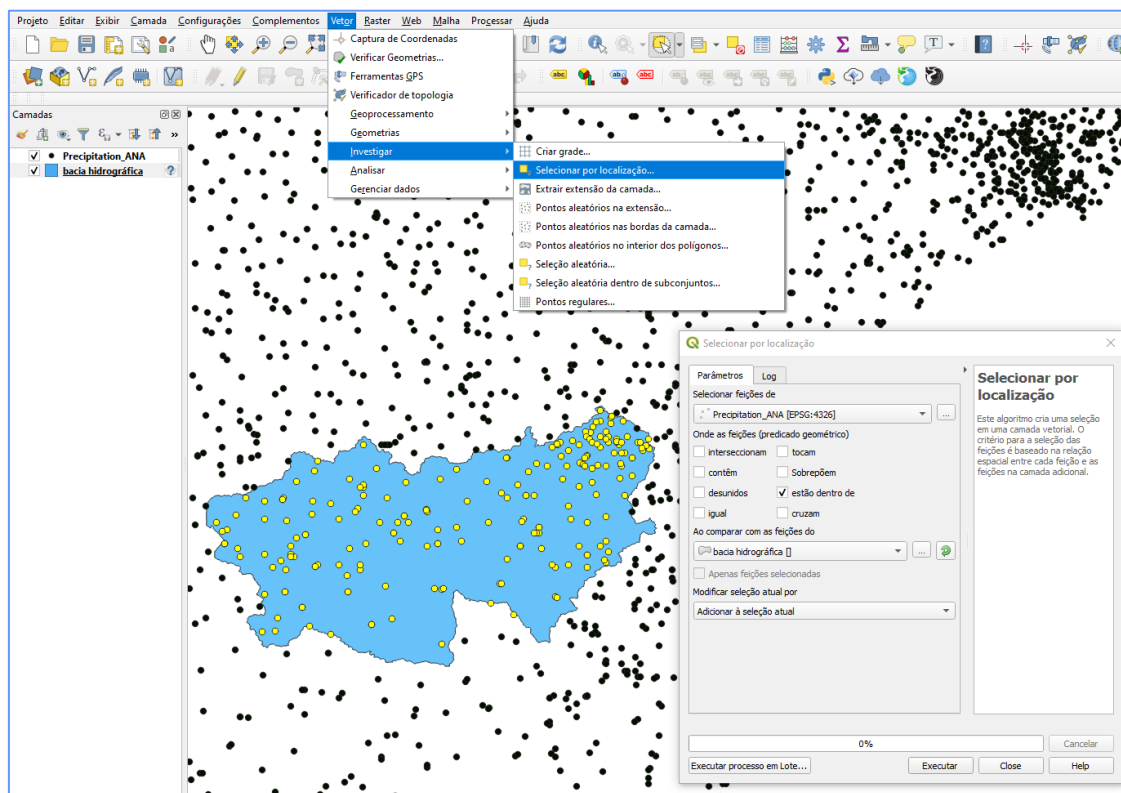 Projeto Editar Exibir Camada Configurações Complementos Vetor Raster Web Malha Processar Ajuda
Captura de Coordenadas
Verificar Geometrias...
Ferramentas GPS
Verificador de topologia
Geoprocessamento
Geometrias
Investigar
Analisar
Gerenciar dados
Criar grade...
Selecionar por localização...
Extrair extensão da camada...
Pontos aleatórios na extensão...
Pontos aleatórios nas bordas da camada...
Pontos aleatórios no interior dos polígonos...
Seleção aleatória...
Seleção aleatória dentro de subconjuntos...
Pontos regulares...
abc abc abc abc abc abc abc
Camadas
Precipitation_ANA
bacia hidrográfica ?
Selecionar por localização
Parâmetros Log
Selecionar feições de
Precipitation_ANA [EPSG:4326] ...
Onde as feições (predicado geométrico)
interseccionam tocam
contêm Sobrepõem
desunidos estão dentro de
igual cruzam
Ao comparar com as feições do
bacia hidrográfica [] ...
Apenas feições selecionadas
Modificar seleção atual por
Adicionar à seleção atual
Selecionar por
localização
Este algoritmo cria uma seleção
em uma camada vetorial. O
critério para a seleção das
feições é baseado na relação
espacial entre cada feição e as
feições na camada adicional.
0% Cancelar
Executar processo em Lote... Executar Close Help